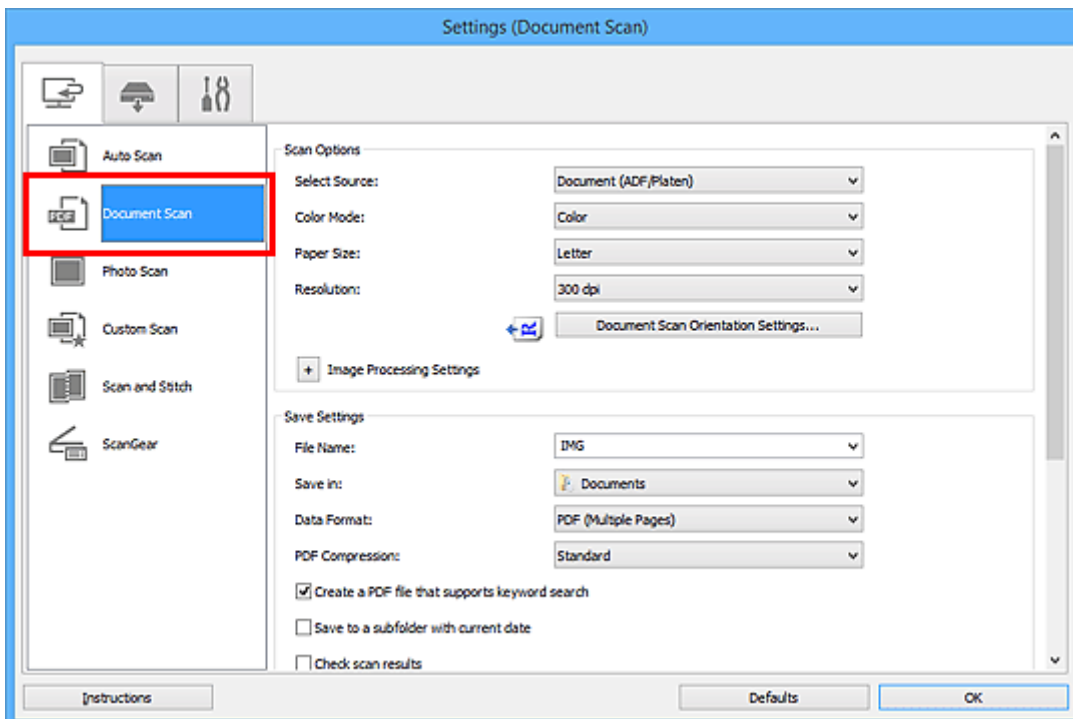 Settings (Document Scan)
Auto Scan
PDF
Document Scan
Photo Scan
Custom Scan
Scan and Stitch
ScanGear
Scan Options
Select Source: Document (ADF/Platen)
Color Mode: Color
Paper Size: Letter
Resolution: 300 dpi
R Document Scan Orientation Settings...
+ Image Processing Settings
Save Settings
File Name: IMG
Save in: Documents
Data Format: PDF (Multiple Pages)
PDF Compression: Standard
Create a PDF file that supports keyword search
Save to a subfolder with current date
Check scan results
Instructions Defaults OK